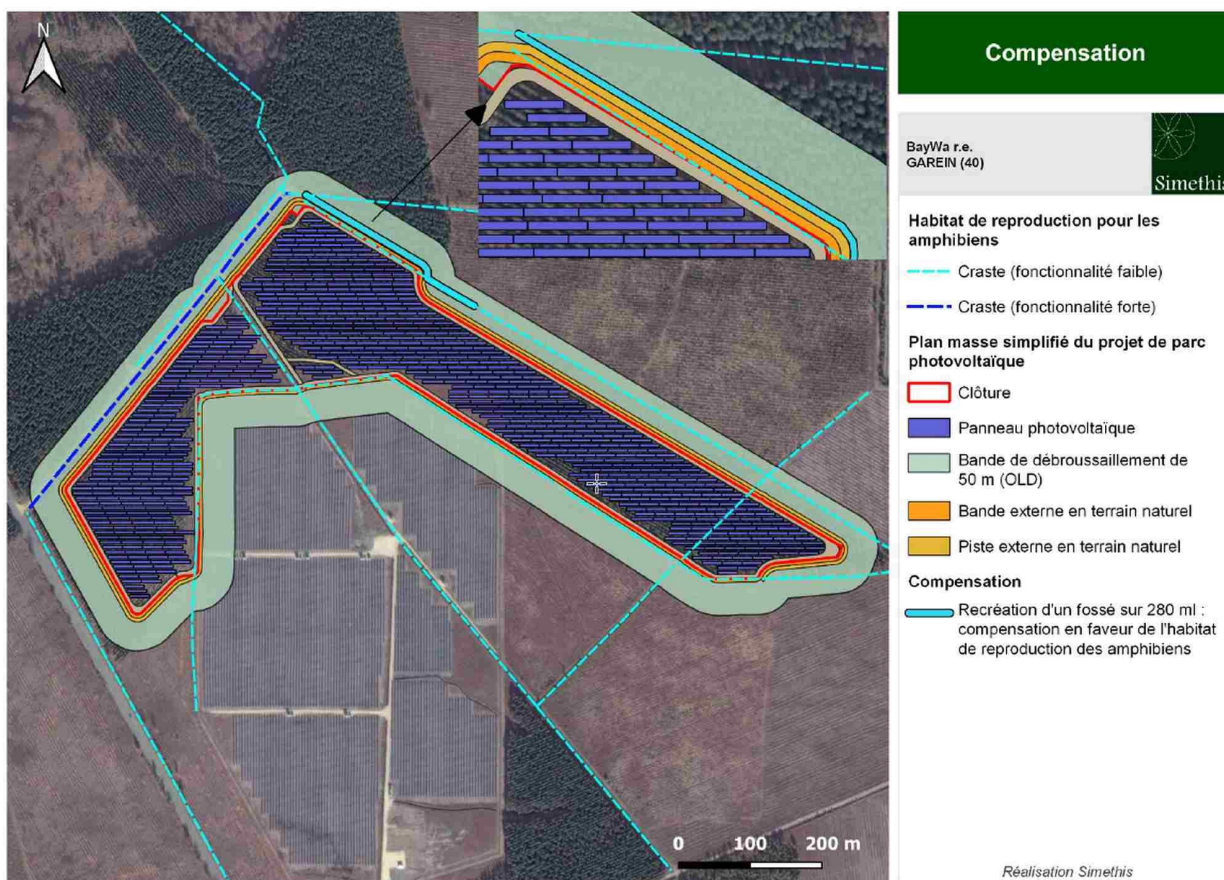 N
Compensation
BayWa r.e.
GAREIN (40)
Simethis
Habitat de reproduction pour les
amphibiens
Craste (fonctionnalité faible)
Craste (fonctionnalité forte)
Plan masse simplifié du projet de parc
photovoltaïque
Clôture
Panneau photovoltaïque
Bande de débroussaillement de
50 m (OLD)
Bande externe en terrain naturel
Piste externe en terrain naturel
Compensation
Recréation d'un fossé sur 280 ml :
compensation en faveur de l'habitat
de reproduction des amphibiens
0 100 200 m
Réalisation Simethis